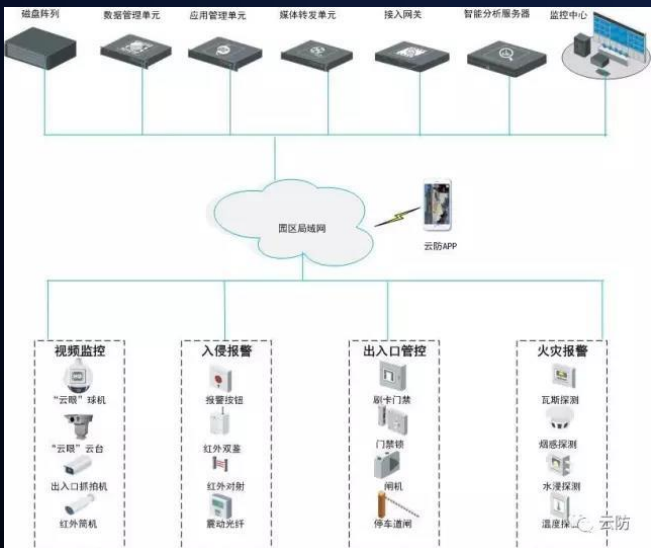 磁盘阵列 数据管理单元 应用管理单元 媒体转发单元 接入网关 智能分析服务器 监控中心
园区局域网
云防APP
视频监控 入侵报警 出入口管控 火灾报警
“云眼”球机 报警按钮 刷卡门禁 瓦斯探测
“云眼”云台 红外双鉴 门禁锁 烟感探测
出入口抓拍机 红外对射 闸机 水浸探测
红外筒机 震动光纤 停车道闸 温度探
云防